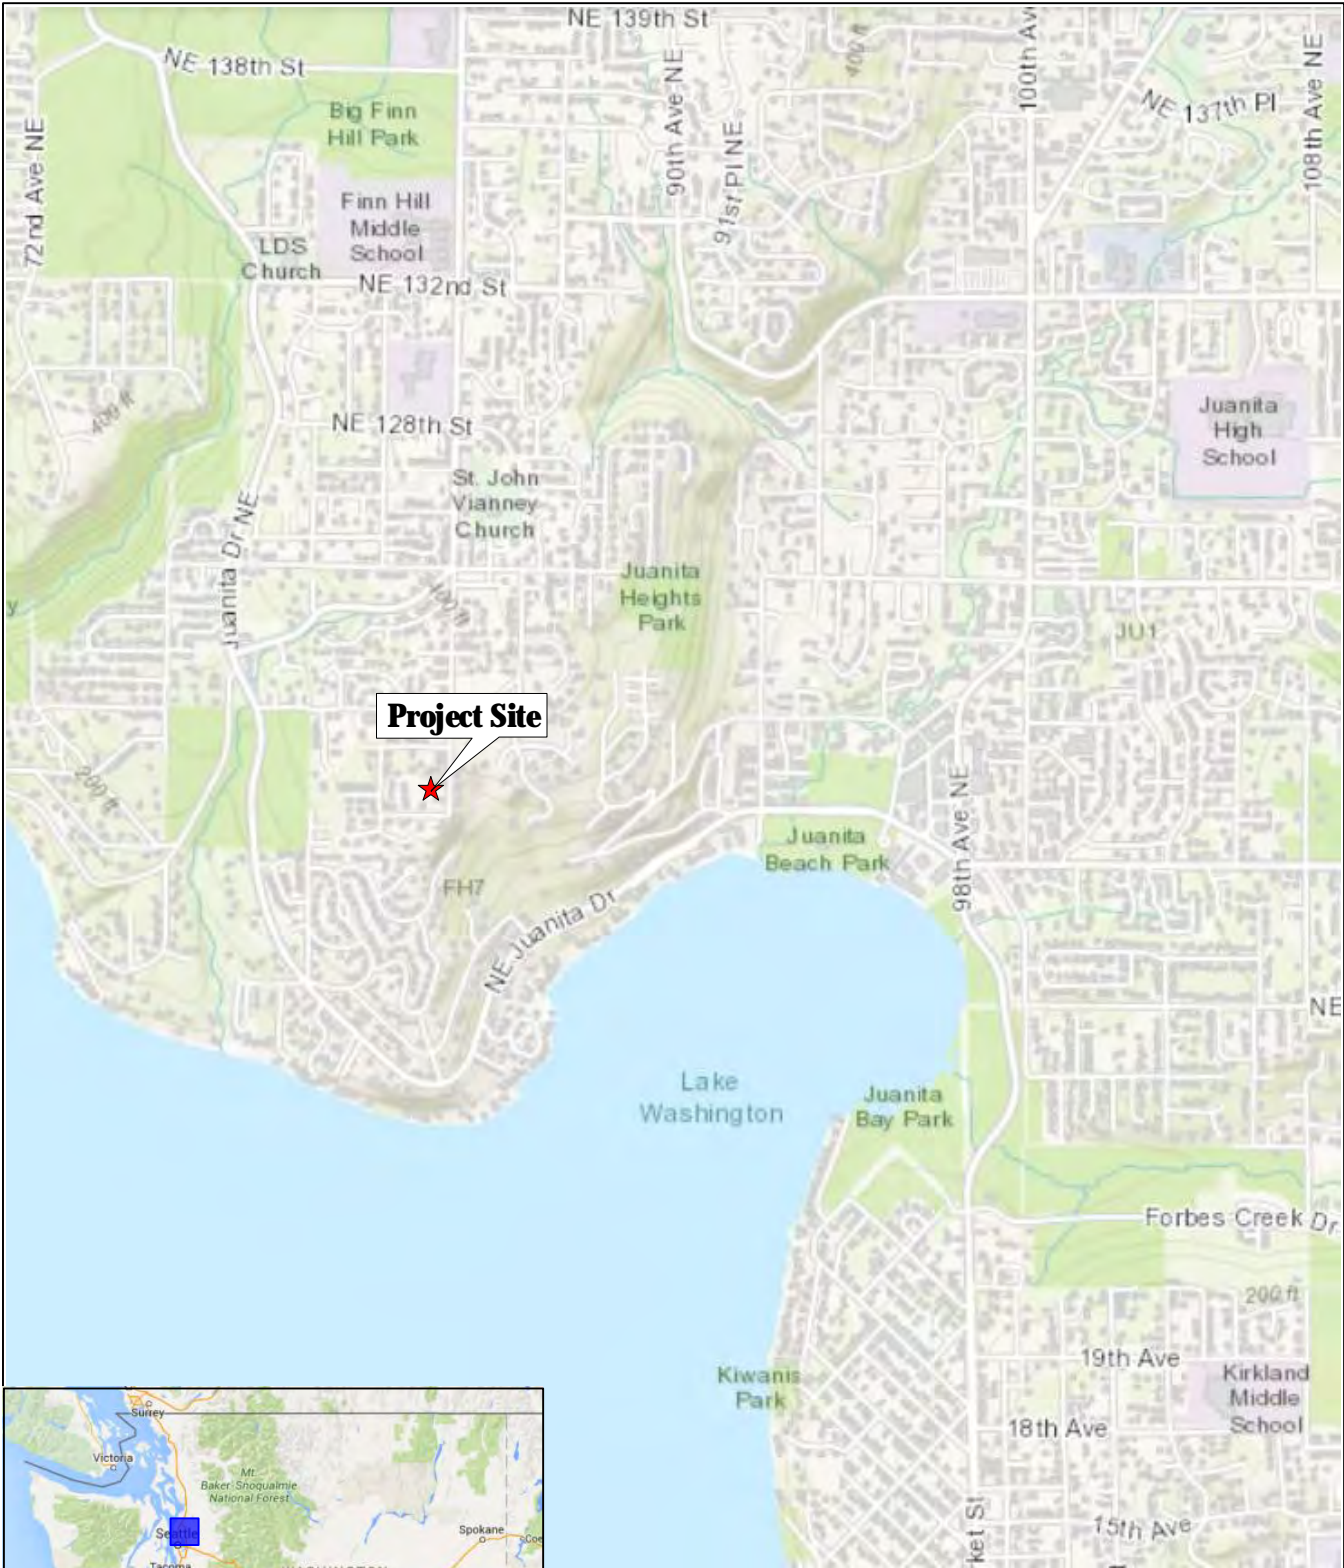 NE 139th St
NE 138th St
400 ft
100th Av
NE 137th Pl
108th Ave NE
72nd Ave NE
Big Finn
Hill Park
90th Ave NE
91st Pl NE
Finn Hill
Middle
School
LDS
Church
NE 132nd St
400 ft
NE 128th St
Juanita
High
School
St. John
Vianney
Church
Juanita Dr NE
Juanita
Heights
Park
400 ft
y
JU1
Project Site
200 ft
Juanita
Beach Park
98th Ave NE
FH7
NE Juanita Dr
NE
Lake
Washington
Juanita
Bay Park
Forbes Creek Dr
200 ft
19th Ave
Kiwanis
Park
Kirkland
Middle
School
18th Ave
15th Ave
rket St
Surrey
Victoria
Mt.
Baker-Snoqualmie
National Forest
Seattle
Spokane
Coe
Tacoma
WASHINGTON